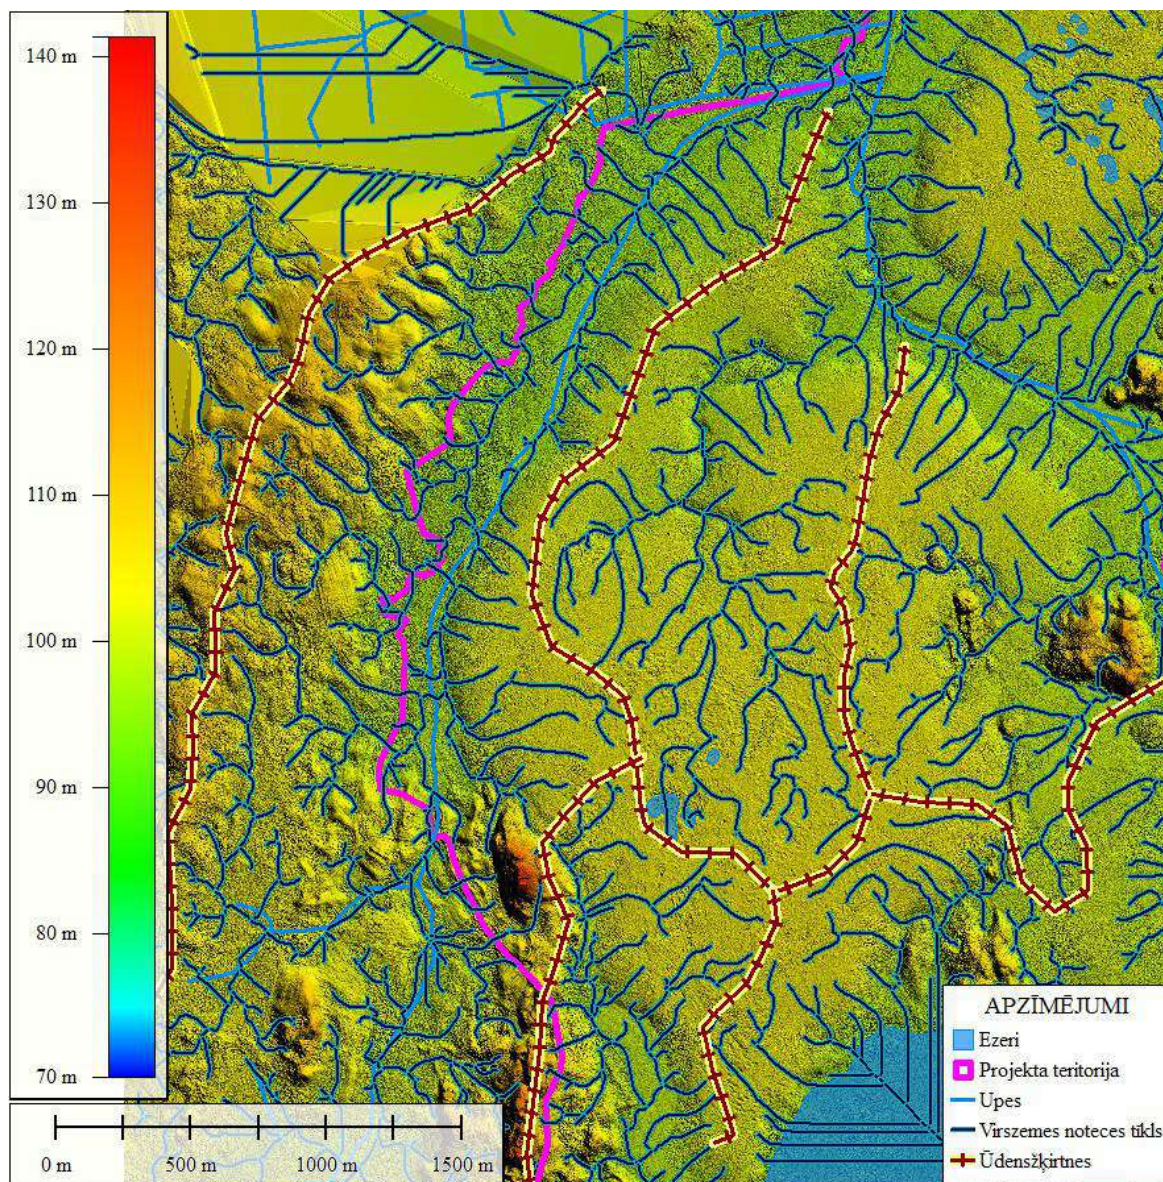 140 m
130 m
120 m
110 m
100 m
90 m
80 m
70 m
0 m
500 m
1000 m
1500 m
APZĪMĒJUMI
Ezeri
Projekta teritorija
Upes
Virszemes noteces tīkls
Ūdensžķirtnes